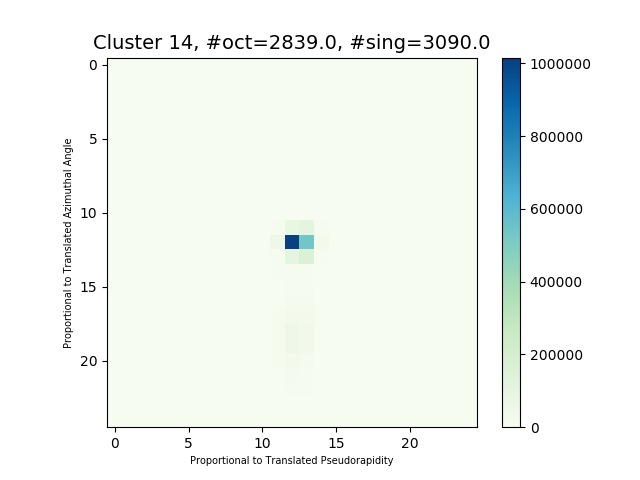 Cluster 14, #oct=2839.0, #sing=3090.0
0
5
10
15
20
Proportional to Translated Azimuthal Angle
0 5 10 15 20
Proportional to Translated Pseudorapidity
1000000
800000
600000
400000
200000
0